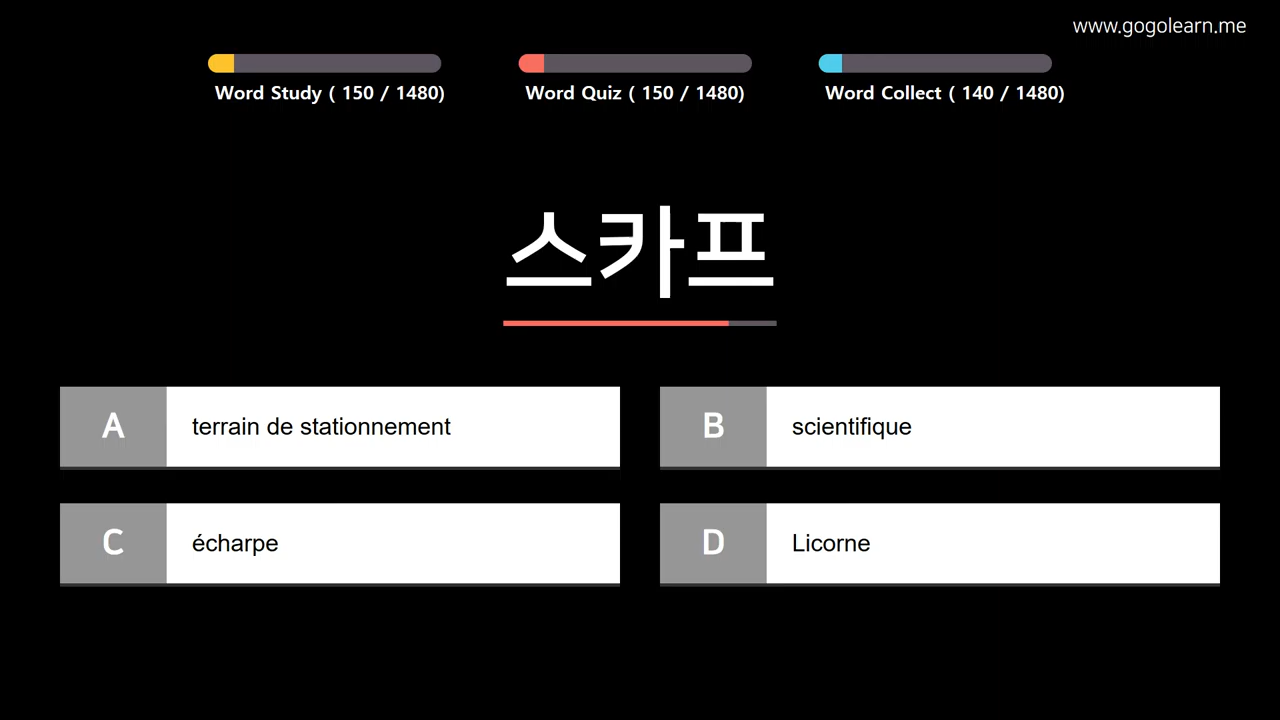 www.gogolearn.me
Word Study ( 150 / 1480)
Word Quiz ( 150 / 1480)
Word Collect ( 140 / 1480)
스카프
A
terrain de stationnement
B
scientifique
C
écharpe
D
Licorne